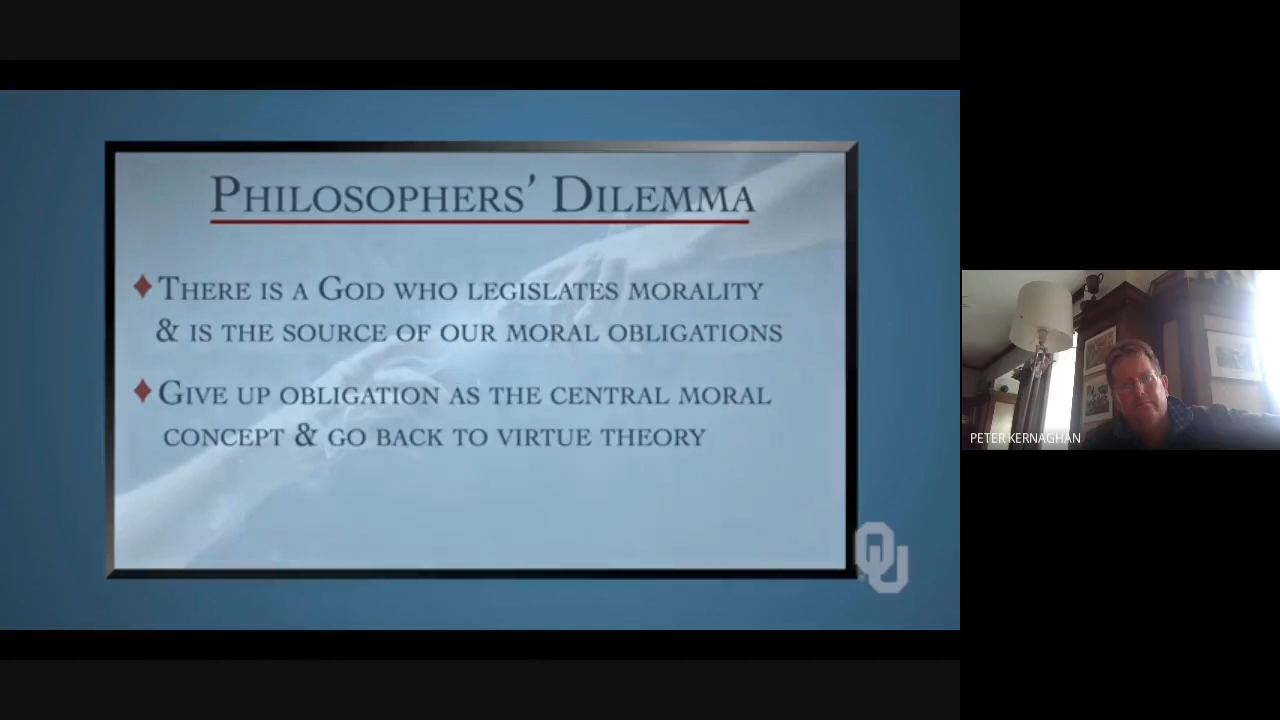 Philosophers’ Dilemma
There is a God who legislates morality
& is the source of our moral obligations
Give up obligation as the central moral
concept & go back to virtue theory
OU
PETER KERNAGHAN